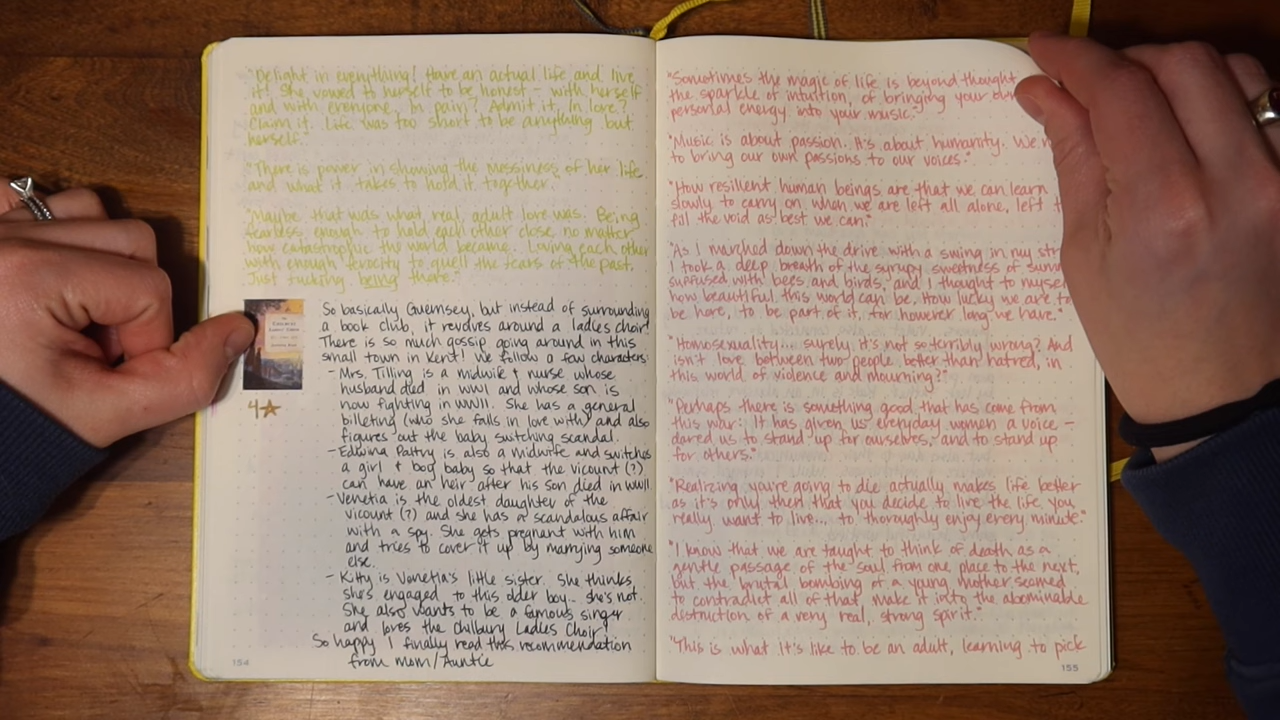 "Delight in everything! Have an actual life and live
it! She vowed to herself to be honest – with herself
and with everyone. In pain? Admit it. In love?
Claim it. Life was too short to be anything but
herself."
"There is power in showing the messiness of her life
and what it takes to hold it together."
"Maybe that was what real, adult love was. Being
fearless enough to hold each other close, no matter
how catastrophic the world became. Loving each other
with enough ferocity to quell the fears of the past.
Just fucking being there."
So basically Guernsey, but instead of surrounding
a book club, it revolves around a ladies choir!
There is so much gossip going around in this
small town in Kent! We follow a few characters:
- Mrs. Tilling is a midwife & nurse whose
husband died in WWI and whose son is
now fighting in WWII. She has a general
billeting (who she falls in love with) and also
figures out the baby switching scandal.
4☆
- Edwina Paltry is also a midwife and switches
a girl & boy baby so that the vicount (?)
can have an heir after his son died in WWII.
- Venetia is the oldest daughter of the
vicount (?) and she has a scandalous affair
with a spy. She gets pregnant with him
and tries to cover it up by marrying someone
else.
- Kitty is Venetia's little sister. She thinks
she's engaged to this older boy... she's not.
She also wants to be a famous singer
and loves the Chilbury Ladies Choir!
So happy I finally read this recommendation
from mom/Auntie
154
"Sometimes the magic of life is beyond thought
the sparkle of intuition, of bringing your own
personal energy into your music."
"Music is about passion. It's about humanity. We
to bring our own passions to our voices."
"How resilient human beings are that we can learn
slowly to carry on when we are left all alone, left
fill the void as best we can."
"As I marched down the drive, with a swing in my
I took a deep breath of the syrupy sweetness of
suffused with bees and birds, and I thought to
how beautiful this world can be. How lucky we are to
be here, to be part of it, for however long we have."
"Homosexuality... surely it's not so terribly wrong? And
isn't love between two people better than hatred, in
this world of violence and mourning?"
"Perhaps there is something good that has come from
this war: It has given us everyday women a voice –
dared us to stand up for ourselves, and to stand up
for others."
"Realizing you're going to die actually makes life better
as it's only then that you decide to live the life you
really want to live... to thoroughly enjoy every minute."
"I know that we are taught to think of death as a
gentle passage of the soul from one place to the next,
but the brutal bombing of a young mother seemed
to contradict all of that, make it into the abominable
distruction of a very real, strong spirit."
"This is what it's like to be an adult, learning to pick
155